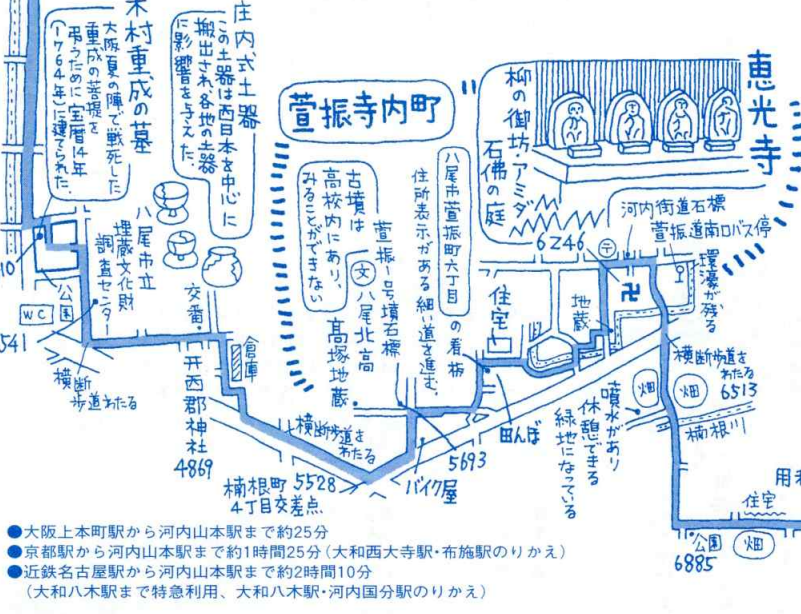 恵光寺
柳の御坊・アミダ
石佛の庭
萱振寺内町
八尾市萱振町六丁目
の看板
住所表示がある細い道を進む。
古墳は
高校内にあり、
みることができない
萱振一号墳石標
文 八尾北高
高塚地蔵
庄内式土器
この土器は西日本を中心に
搬出され、各地の土器
に影響を与えた。
木村重成の墓
大阪夏の陣で戦死した
重成の菩提を
弔うために宝暦14年
(1764年)に建てられた。
八尾市立
埋蔵文化財
調査センター
交番
倉庫
公園
WC
541
10
横断
歩道わたる
井西郡神社
4869
横断歩道を
わたる
楠根町
4丁目交差点
5528
バイク屋
5693
田んぼ
住宅
地蔵
6246
〒
卍
河内街道石標
萱振道南口バス停
環濠が残る
横断歩道を
わたる
6513
畑
畑
楠根川
噴水があり
休憩できる
緑地になっている
住宅
公園
畑
6885
●大阪上本町駅から河内山本駅まで約25分
●京都駅から河内山本駅まで約1時間25分(大和西大寺駅・布施駅のりかえ)
●近鉄名古屋駅から河内山本駅まで約2時間10分
(大和八木駅まで特急利用、大和八木駅・河内国分駅のりかえ)